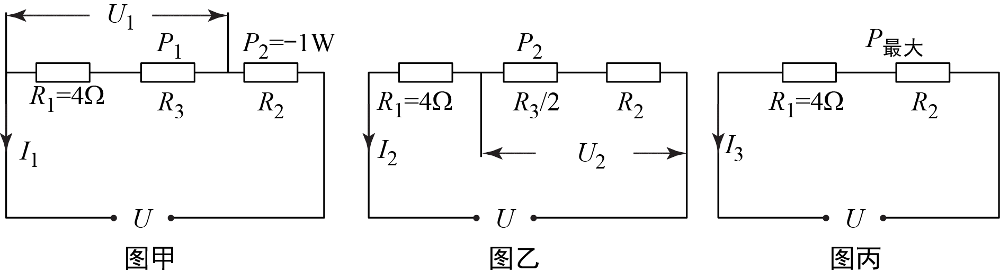 U₁
P₁
P₂=−1W
R₁=4Ω
R₃
R₂
I₁
U
图甲
P₂
R₁=4Ω
R₃/2
R₂
I₂
U₂
U
图乙
P最大
R₁=4Ω
R₂
I₃
U
图丙